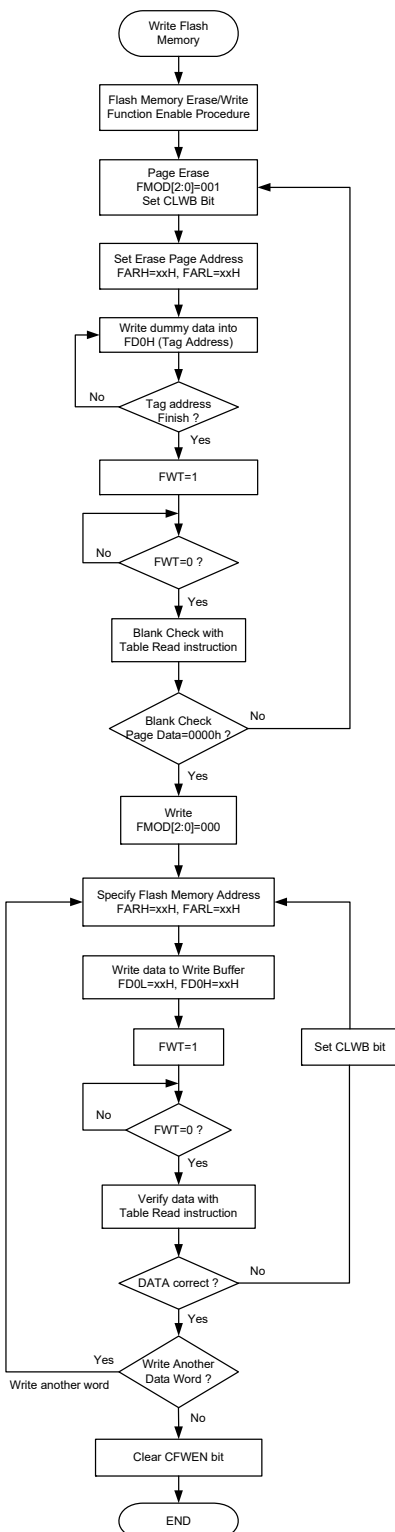 Write Flash
Memory
Flash Memory Erase/Write
Function Enable Procedure
Page Erase
FMOD[2:0]=001
Set CLWB Bit
Set Erase Page Address
FARH=xxH, FARL=xxH
Write dummy data into
FD0H (Tag Address)
No
Tag address
Finish ?
Yes
FWT=1
No
FWT=0 ?
Yes
Blank Check with
Table Read instruction
Blank Check
Page Data=0000h ?
No
Yes
Write
FMOD[2:0]=000
Specify Flash Memory Address
FARH=xxH, FARL=xxH
Write data to Write Buffer
FD0L=xxH, FD0H=xxH
FWT=1
Set CLWB bit
No
FWT=0 ?
Yes
Verify data with
Table Read instruction
DATA correct ?
No
Yes
Yes
Write Another
Data Word ?
Write another word
No
Clear CFWEN bit
END